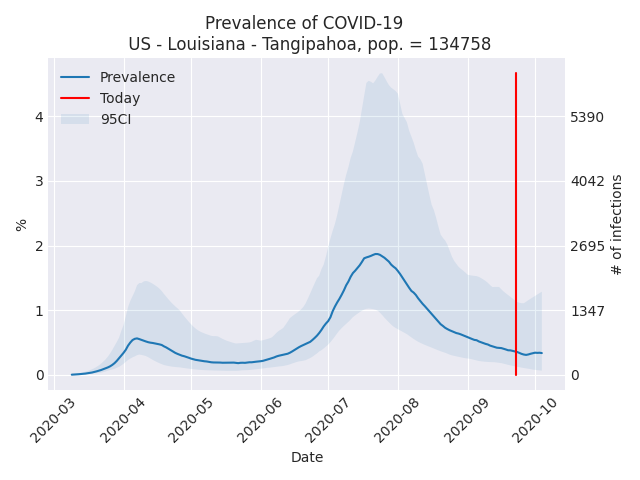 Prevalence of COVID-19
US - Louisiana - Tangipahoa, pop. = 134758
Prevalence
Today
95CI
4
3
2
1
0
%
5390
4042
2695
1347
0
# of infections
2020-03
2020-04
2020-05
2020-06
2020-07
2020-08
2020-09
2020-10
Date